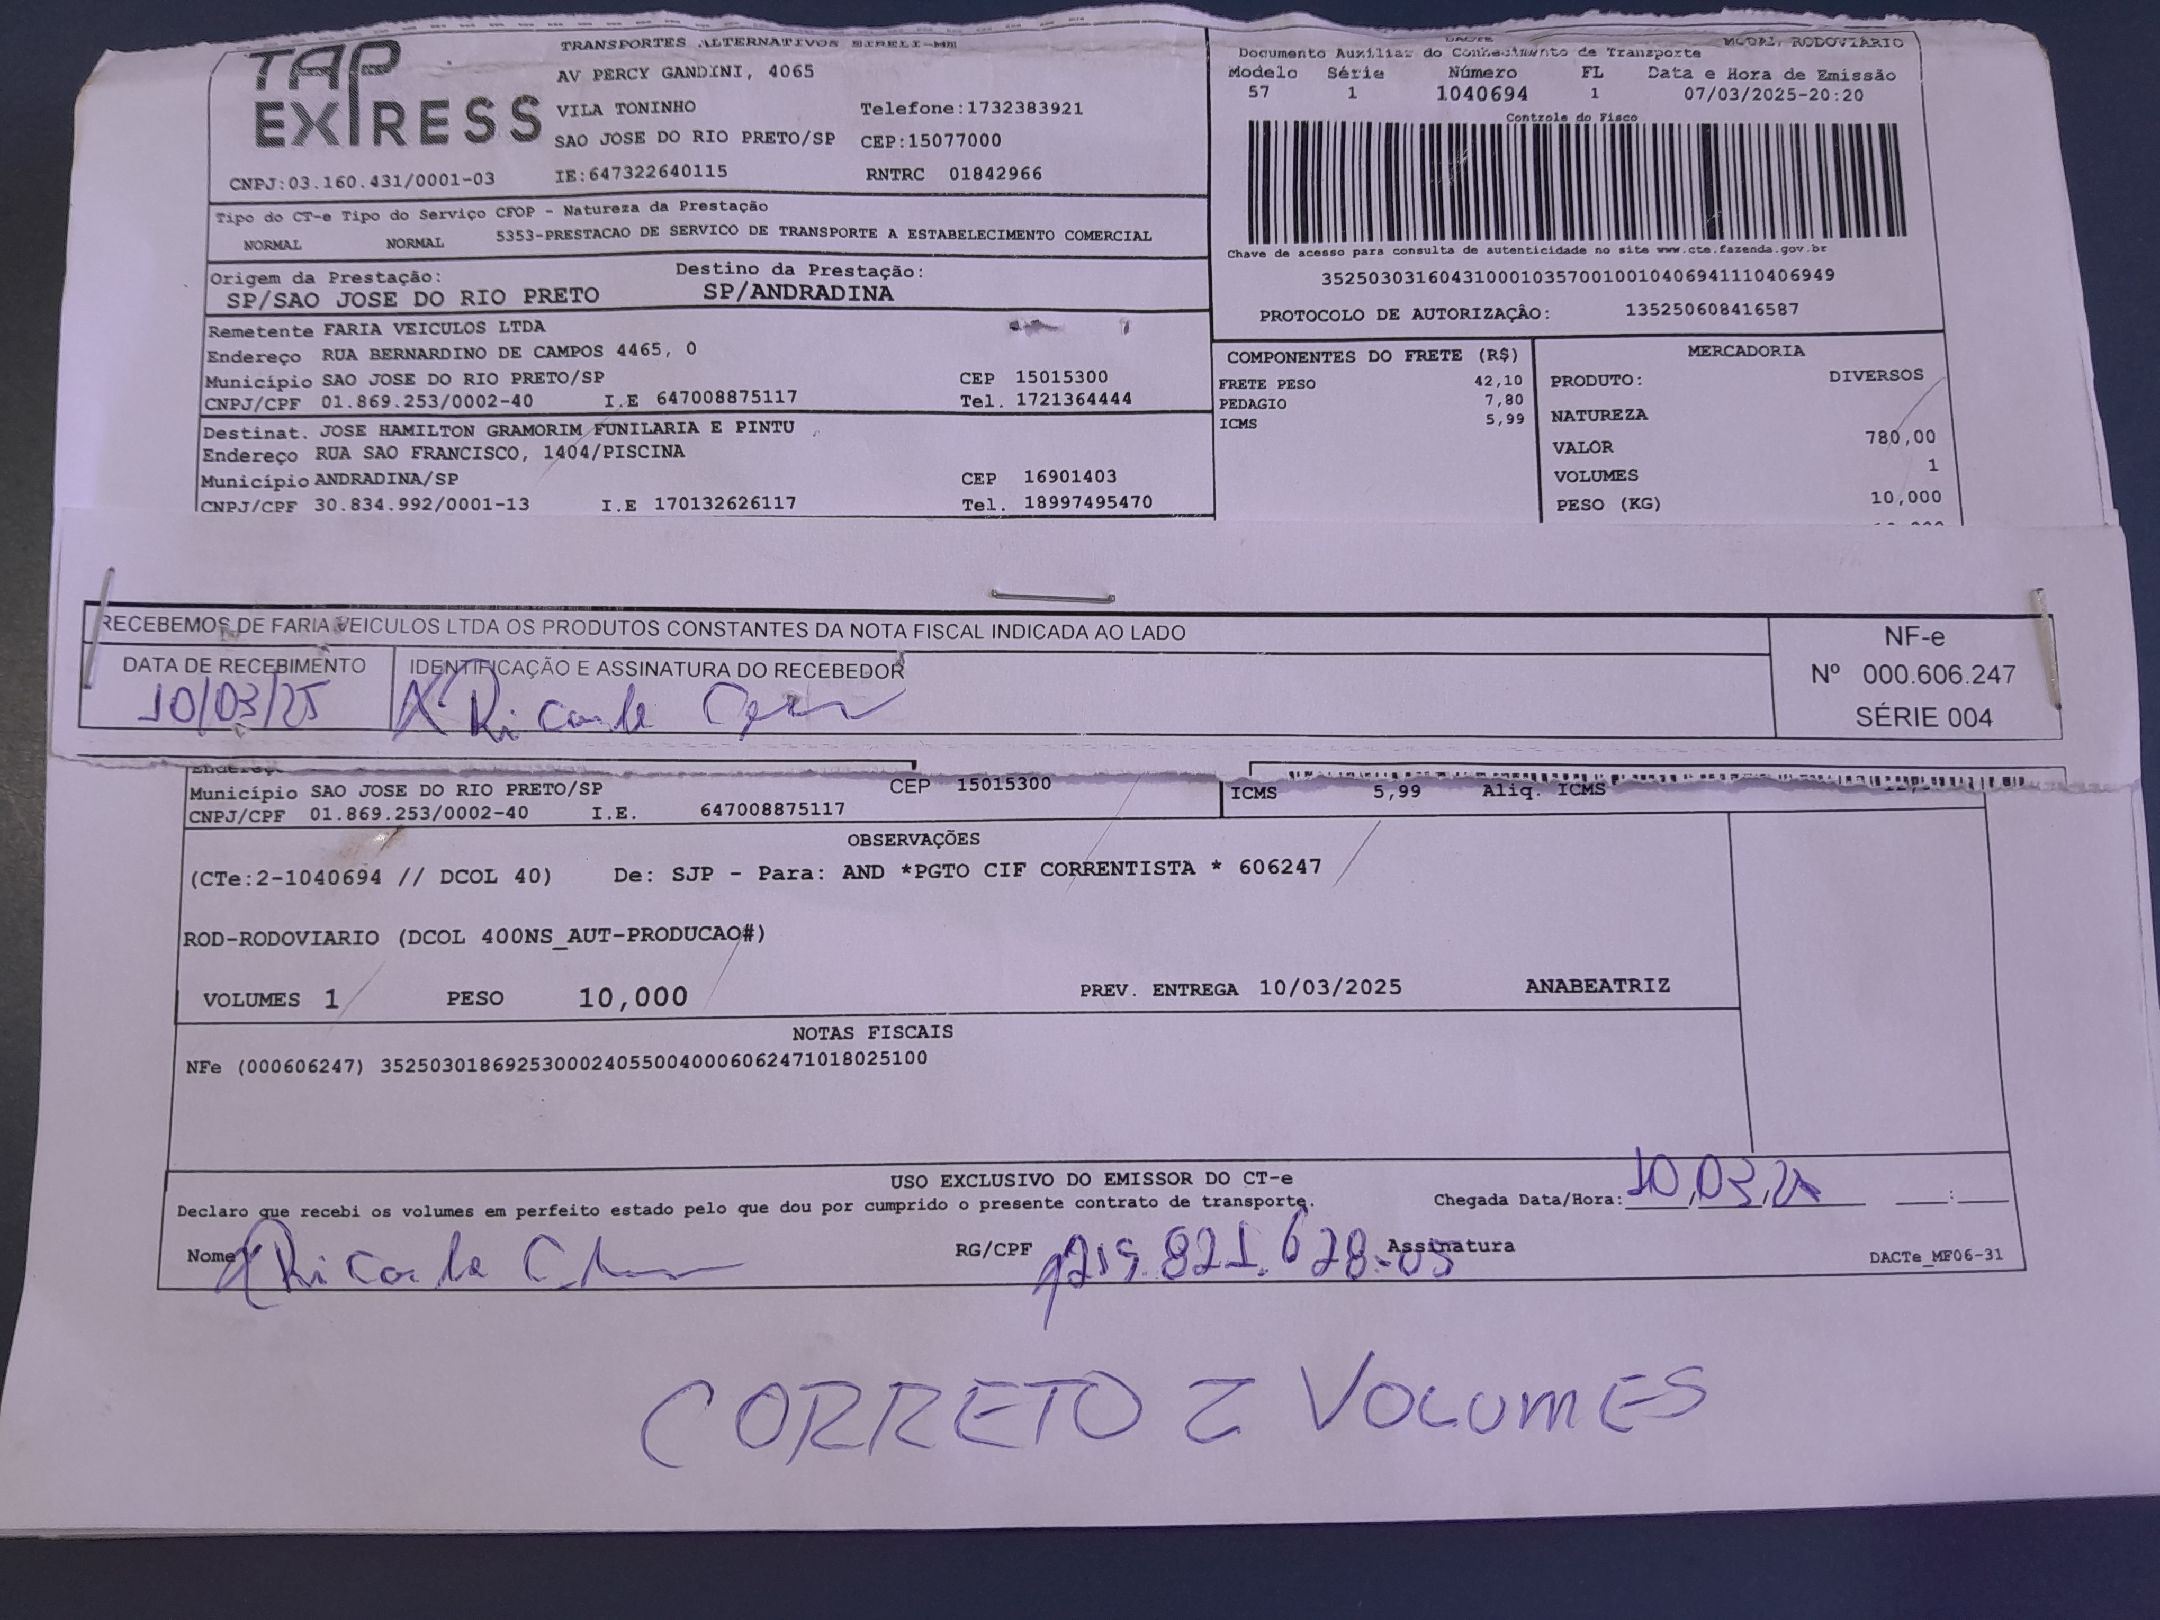 TAP EXPRESS
TRANSPORTES ALTERNATIVOS EIRELI-ME
AV PERCY GANDINI, 4065
VILA TONINHO Telefone:1732383921
SAO JOSE DO RIO PRETO/SP CEP:15077000
CNPJ:03.160.431/0001-03 IE:647322640115 RNTRC 01842966
DACTE MODAL RODOVIÁRIO
Documento Auxiliar do Conhecimento de Transporte
Modelo Série Número FL Data e Hora de Emissão
57 1 1040694 1 07/03/2025-20:20
Controle do Fisco
Chave de acesso para consulta de autenticidade no site www.cte.fazenda.gov.br
35250303160431000103570010010406941110406949
PROTOCOLO DE AUTORIZAÇÂO: 135250608416587
Tipo do CT-e Tipo do Serviço CFOP - Natureza da Prestação
NORMAL NORMAL 5353-PRESTACAO DE SERVICO DE TRANSPORTE A ESTABELECIMENTO COMERCIAL
Origem da Prestação: Destino da Prestação:
SP/SAO JOSE DO RIO PRETO SP/ANDRADINA
Remetente FARIA VEICULOS LTDA
Endereço RUA BERNARDINO DE CAMPOS 4465, 0
Município SAO JOSE DO RIO PRETO/SP CEP 15015300
CNPJ/CPF 01.869.253/0002-40 I.E 647008875117 Tel. 1721364444
Destinat. JOSE HAMILTON GRAMORIM FUNILARIA E PINTU
Endereço RUA SAO FRANCISCO, 1404/PISCINA
Município ANDRADINA/SP CEP 16901403
CNPJ/CPF 30.834.992/0001-13 I.E 170132626117 Tel. 18997495470
COMPONENTES DO FRETE (R$)
FRETE PESO 42,10
PEDAGIO 7,80
ICMS 5,99
MERCADORIA
PRODUTO: DIVERSOS
NATUREZA
VALOR 780,00
VOLUMES 1
PESO (KG) 10,000
RECEBEMOS DE FARIA VEICULOS LTDA OS PRODUTOS CONSTANTES DA NOTA FISCAL INDICADA AO LADO
DATA DE RECEBIMENTO IDENTIFICAÇÃO E ASSINATURA DO RECEBEDOR
10/03/25
NF-e
Nº 000.606.247
SÉRIE 004
Endereço
Município SAO JOSE DO RIO PRETO/SP CEP 15015300
CNPJ/CPF 01.869.253/0002-40 I.E. 647008875117
ICMS 5,99 Aliq. ICMS
OBSERVAÇÕES
(CTe:2-1040694 // DCOL 40) De: SJP - Para: AND *PGTO CIF CORRENTISTA * 606247
ROD-RODOVIARIO (DCOL 400NS_AUT-PRODUCAO#)
VOLUMES 1 PESO 10,000 PREV. ENTREGA 10/03/2025 ANABEATRIZ
NOTAS FISCAIS
NFe (000606247) 35250301869253000240550040006062471018025100
USO EXCLUSIVO DO EMISSOR DO CT-e
Declaro que recebi os volumes em perfeito estado pelo que dou por cumprido o presente contrato de transporte. Chegada Data/Hora: 10/03/25
Nome RG/CPF 219.821.628-05 Assinatura DACTe_MF06-31
CORRETO 2 VOLUMES